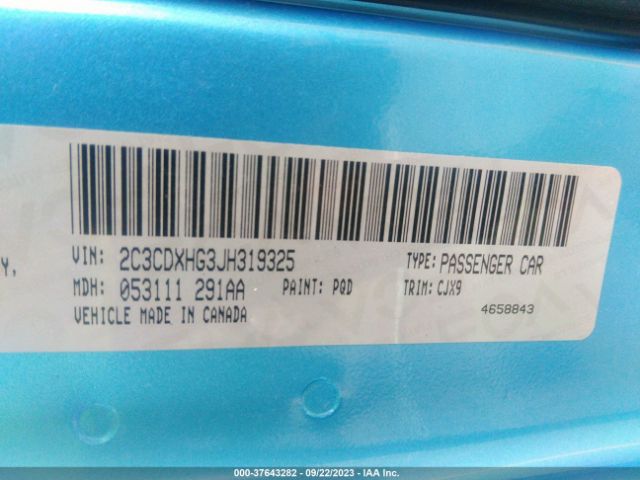 VIN: 2C3CDXHG3JH319325 TYPE: PASSENGER CAR
Y, MDH: 053111 291AA PAINT: PQD TRIM: CJX9
VEHICLE MADE IN CANADA 4658843
000-37643282 - 09/22/2023 - IAA Inc.